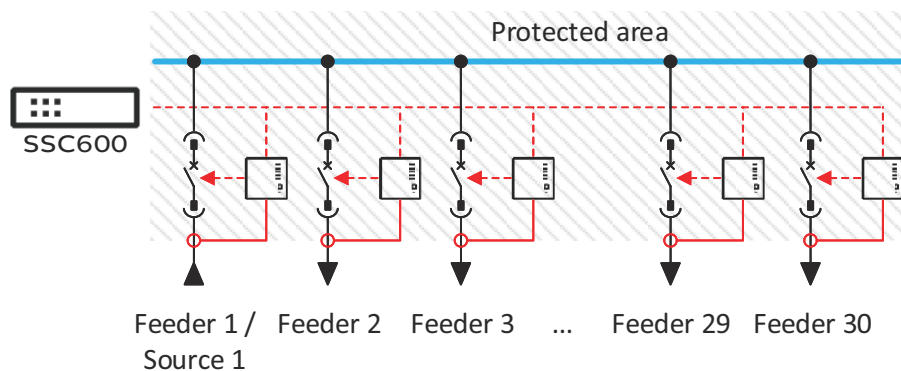 Protected area
SSC600
Feeder 1 / Feeder 2 Feeder 3 ... Feeder 29 Feeder 30
Source 1